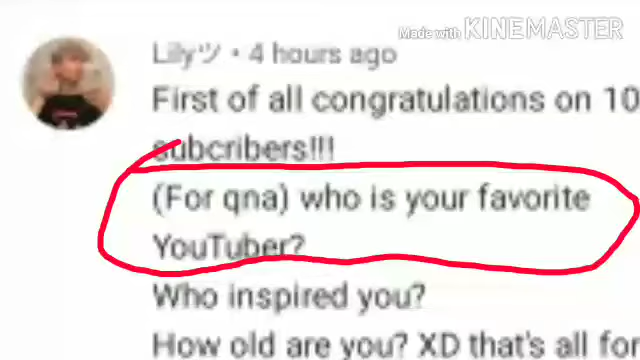 Made with KINEMASTER
Lilyツ • 4 hours ago
First of all congratulations on 10
subcribers!!!
(For qna) who is your favorite
YouTuber?
Who inspired you?
How old are you? XD that's all for